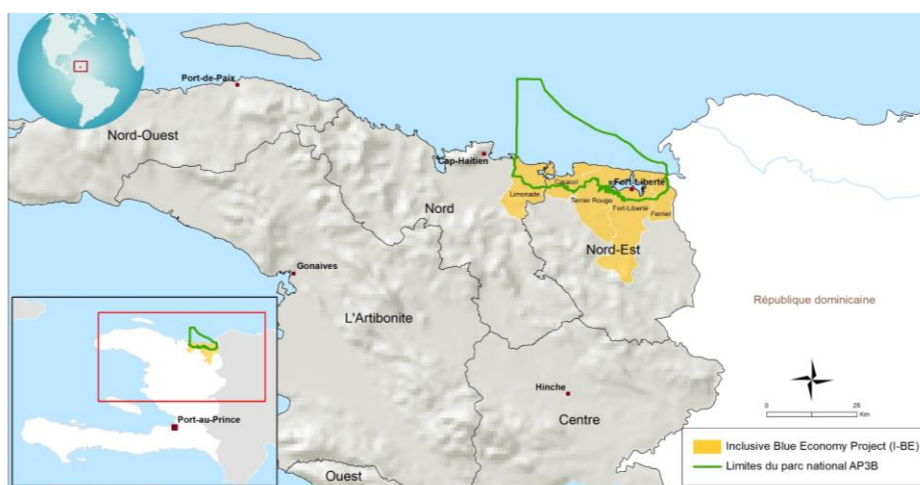 Port-de-Paix
Nord-Ouest
Cap-Haïtien
Limonade
Caracol
Fort-Liberté
Terrier Rouge
Fort-Liberté
Ferrier
Nord
Nord-Est
Gonaives
L'Artibonite
République dominicaine
Hinche
Centre
Ouest
Port-au-Prince
0
25
Km
Inclusive Blue Economy Project (I-BE)
Limites du parc national AP3B